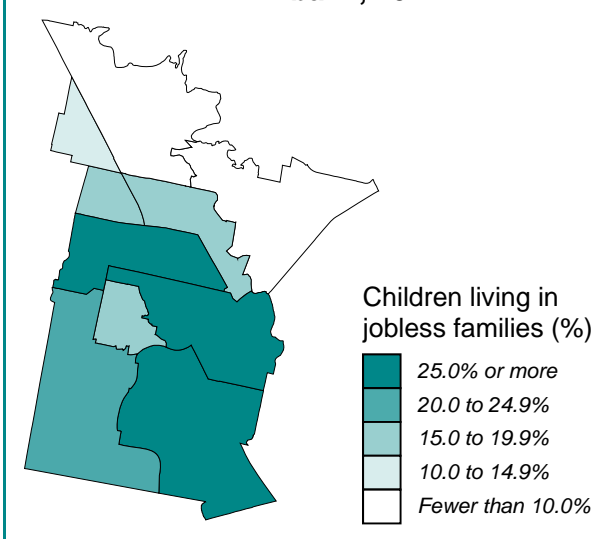 Children living in
jobless families (%)
25.0% or more
20.0 to 24.9%
15.0 to 19.9%
10.0 to 14.9%
Fewer than 10.0%